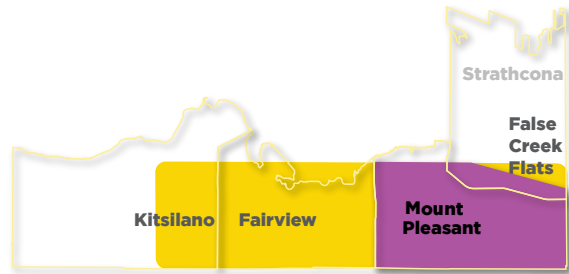 Strathcona
False
Creek
Flats
Kitsilano
Fairview
Mount
Pleasant